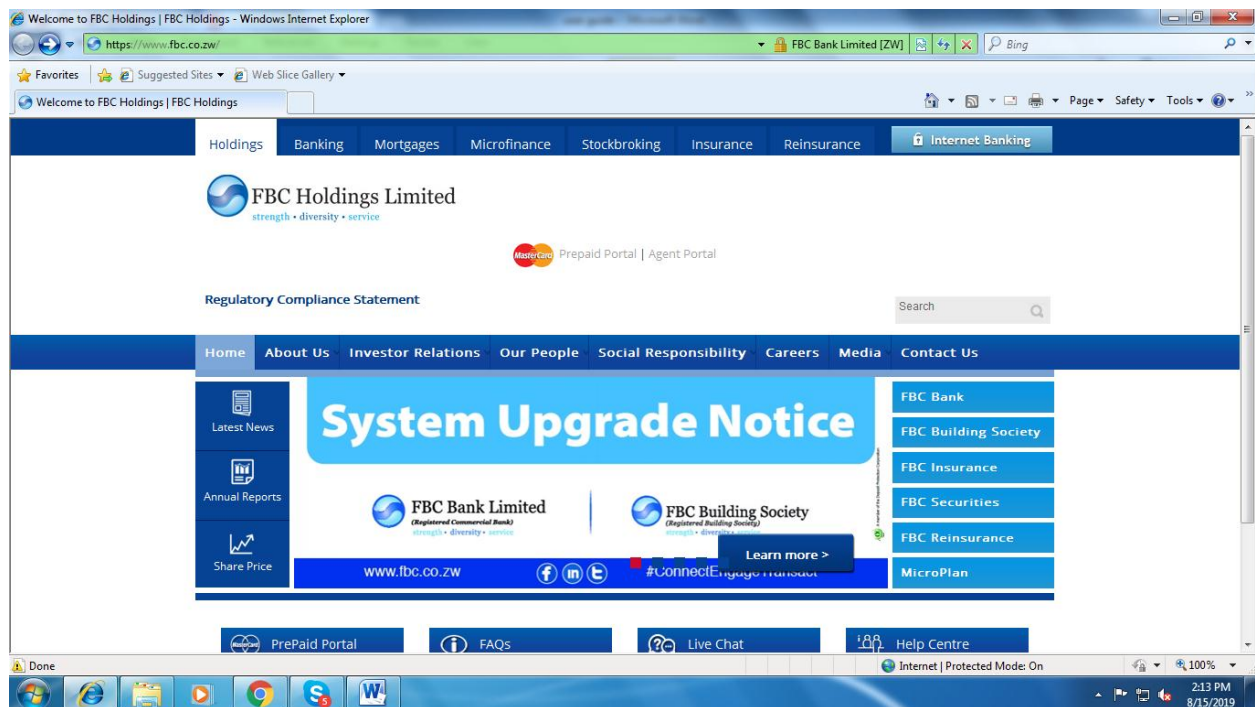 Welcome to FBC Holdings | FBC Holdings - Windows Internet Explorer
https://www.fbc.co.zw/
FBC Bank Limited [ZW]
Bing
Favorites
Suggested Sites
Web Slice Gallery
Welcome to FBC Holdings | FBC Holdings
Page
Safety
Tools
Holdings Banking Mortgages Microfinance Stockbroking Insurance Reinsurance
Internet Banking
FBC Holdings Limited
strength • diversity • service
MasterCard Prepaid Portal | Agent Portal
Regulatory Compliance Statement
Search
Home About Us Investor Relations Our People Social Responsibility Careers Media Contact Us
Latest News
Annual Reports
Share Price
System Upgrade Notice
FBC Bank Limited
(Registered Commercial Bank)
strength • diversity • service
FBC Building Society
(Registered Building Society)
strength • diversity • service
Learn more >
www.fbc.co.zw
#ConnectEngageTransact
FBC Bank
FBC Building Society
FBC Insurance
FBC Securities
FBC Reinsurance
MicroPlan
PrePaid Portal
FAQs
Live Chat
Help Centre
Done
Internet | Protected Mode: On
100%
2:13 PM
8/15/2019